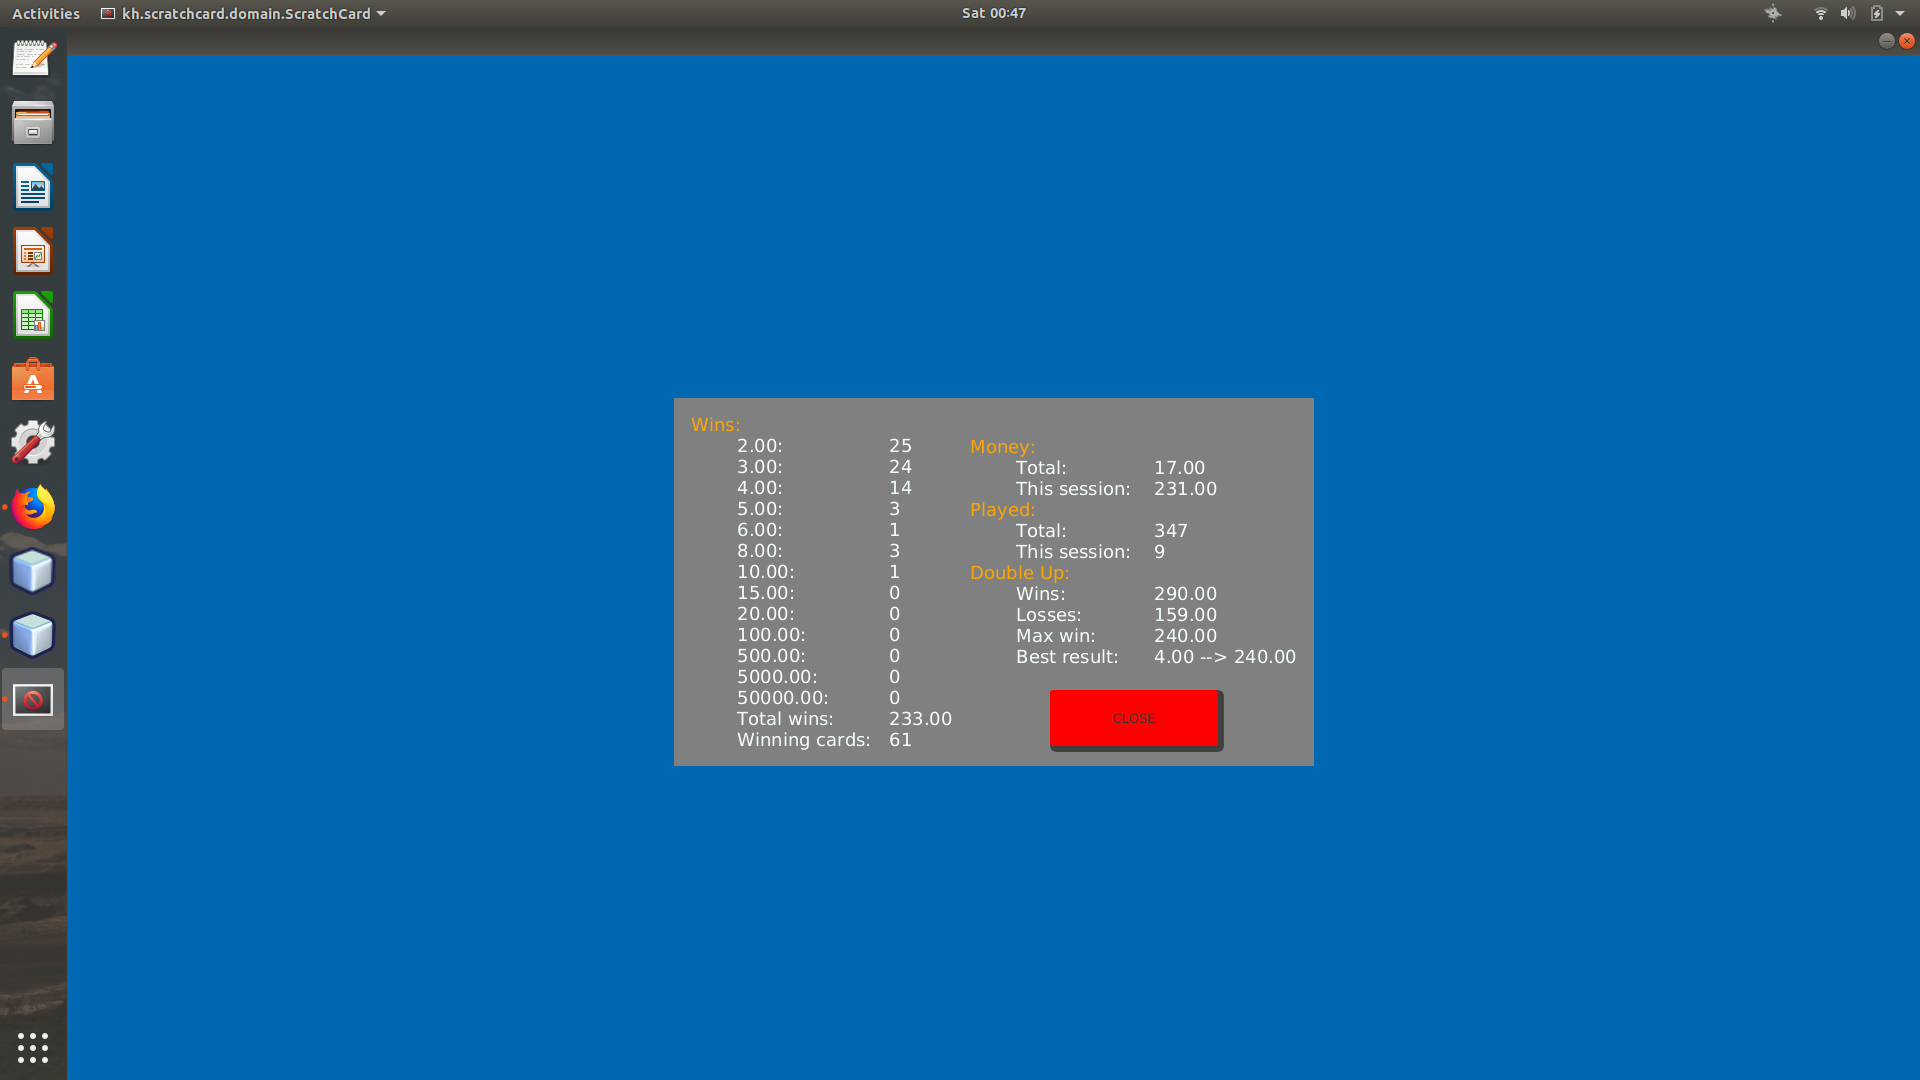 Activities
kh.scratchcard.domain.ScratchCard
Sat 00:47
Wins:
2.00: 25
3.00: 24
4.00: 14
5.00: 3
6.00: 1
8.00: 3
10.00: 1
15.00: 0
20.00: 0
100.00: 0
500.00: 0
5000.00: 0
50000.00: 0
Total wins: 233.00
Winning cards: 61
Money:
Total: 17.00
This session: 231.00
Played:
Total: 347
This session: 9
Double Up:
Wins: 290.00
Losses: 159.00
Max win: 240.00
Best result: 4.00 --> 240.00
CLOSE